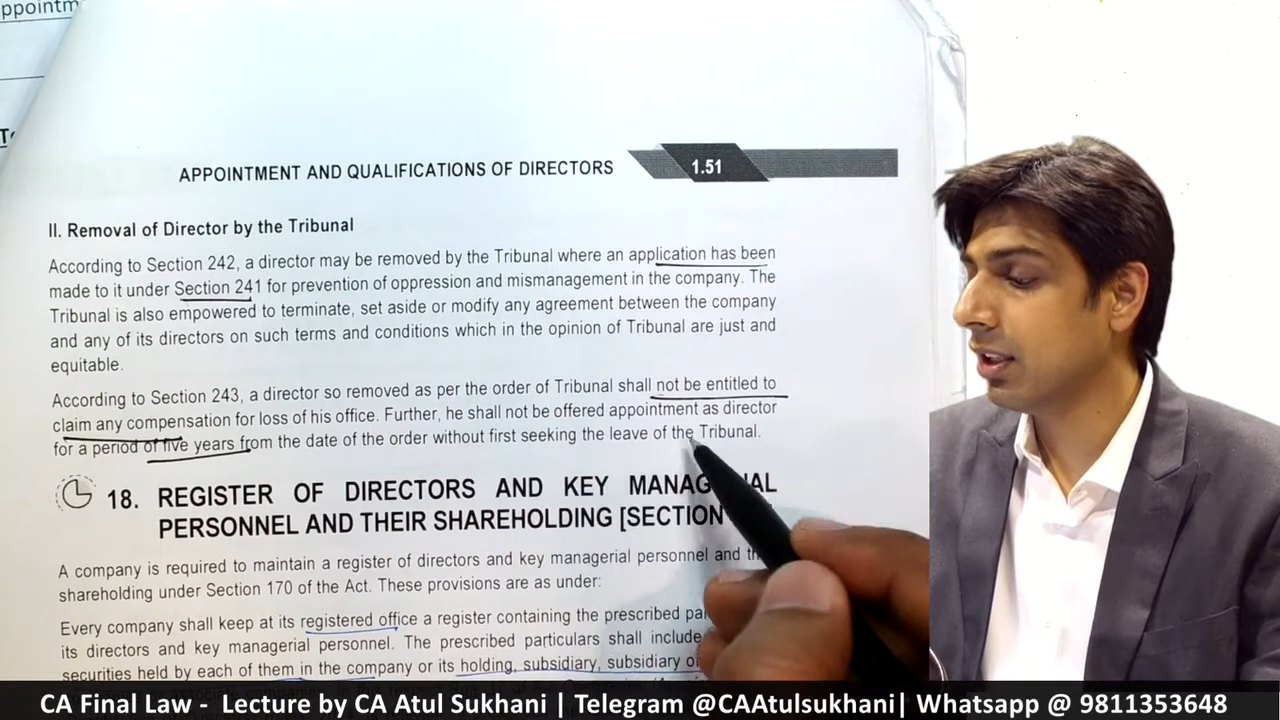 ppointm
APPOINTMENT AND QUALIFICATIONS OF DIRECTORS 1.51
II. Removal of Director by the Tribunal
According to Section 242, a director may be removed by the Tribunal where an application has been
made to it under Section 241 for prevention of oppression and mismanagement in the company. The
Tribunal is also empowered to terminate, set aside or modify any agreement between the company
and any of its directors on such terms and conditions which in the opinion of Tribunal are just and
equitable.
According to Section 243, a director so removed as per the order of Tribunal shall not be entitled to
claim any compensation for loss of his office. Further, he shall not be offered appointment as director
for a period of five years from the date of the order without first seeking the leave of the Tribunal.
18. REGISTER OF DIRECTORS AND KEY
PERSONNEL AND THEIR SHAREHOLDING [SECTION
A company is required to maintain a register of directors and key managerial personnel and
shareholding under Section 170 of the Act. These provisions are as under:
Every company shall keep at its registered office a register containing the prescribed
its directors and key managerial personnel. The prescribed particulars shall include
securities held by each of them in the company or its holding, subsidiary, subsidiary
CA Final Law - Lecture by CA Atul Sukhani | Telegram @CAAtulsukhani| Whatsapp @ 9811353648